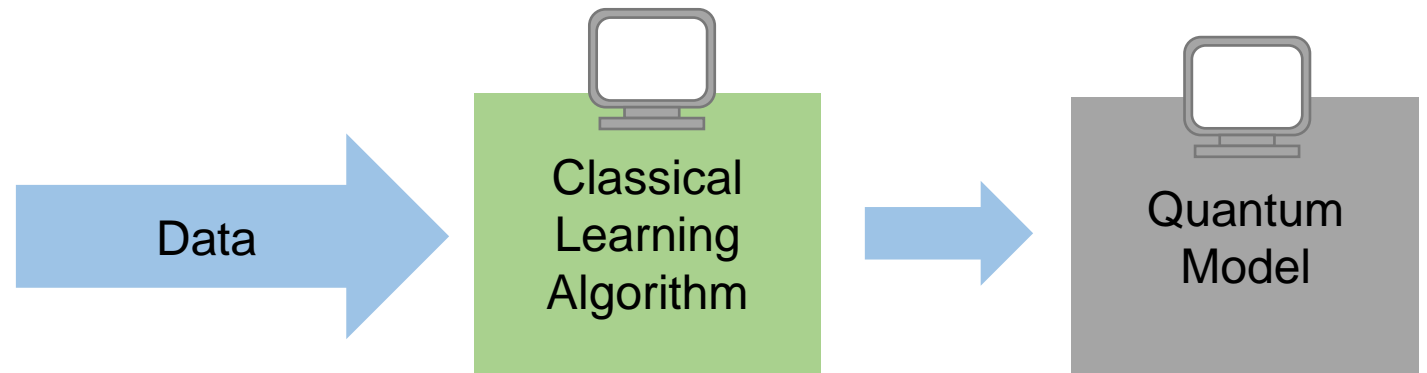 Data
Classical
Learning
Algorithm
Quantum
Model